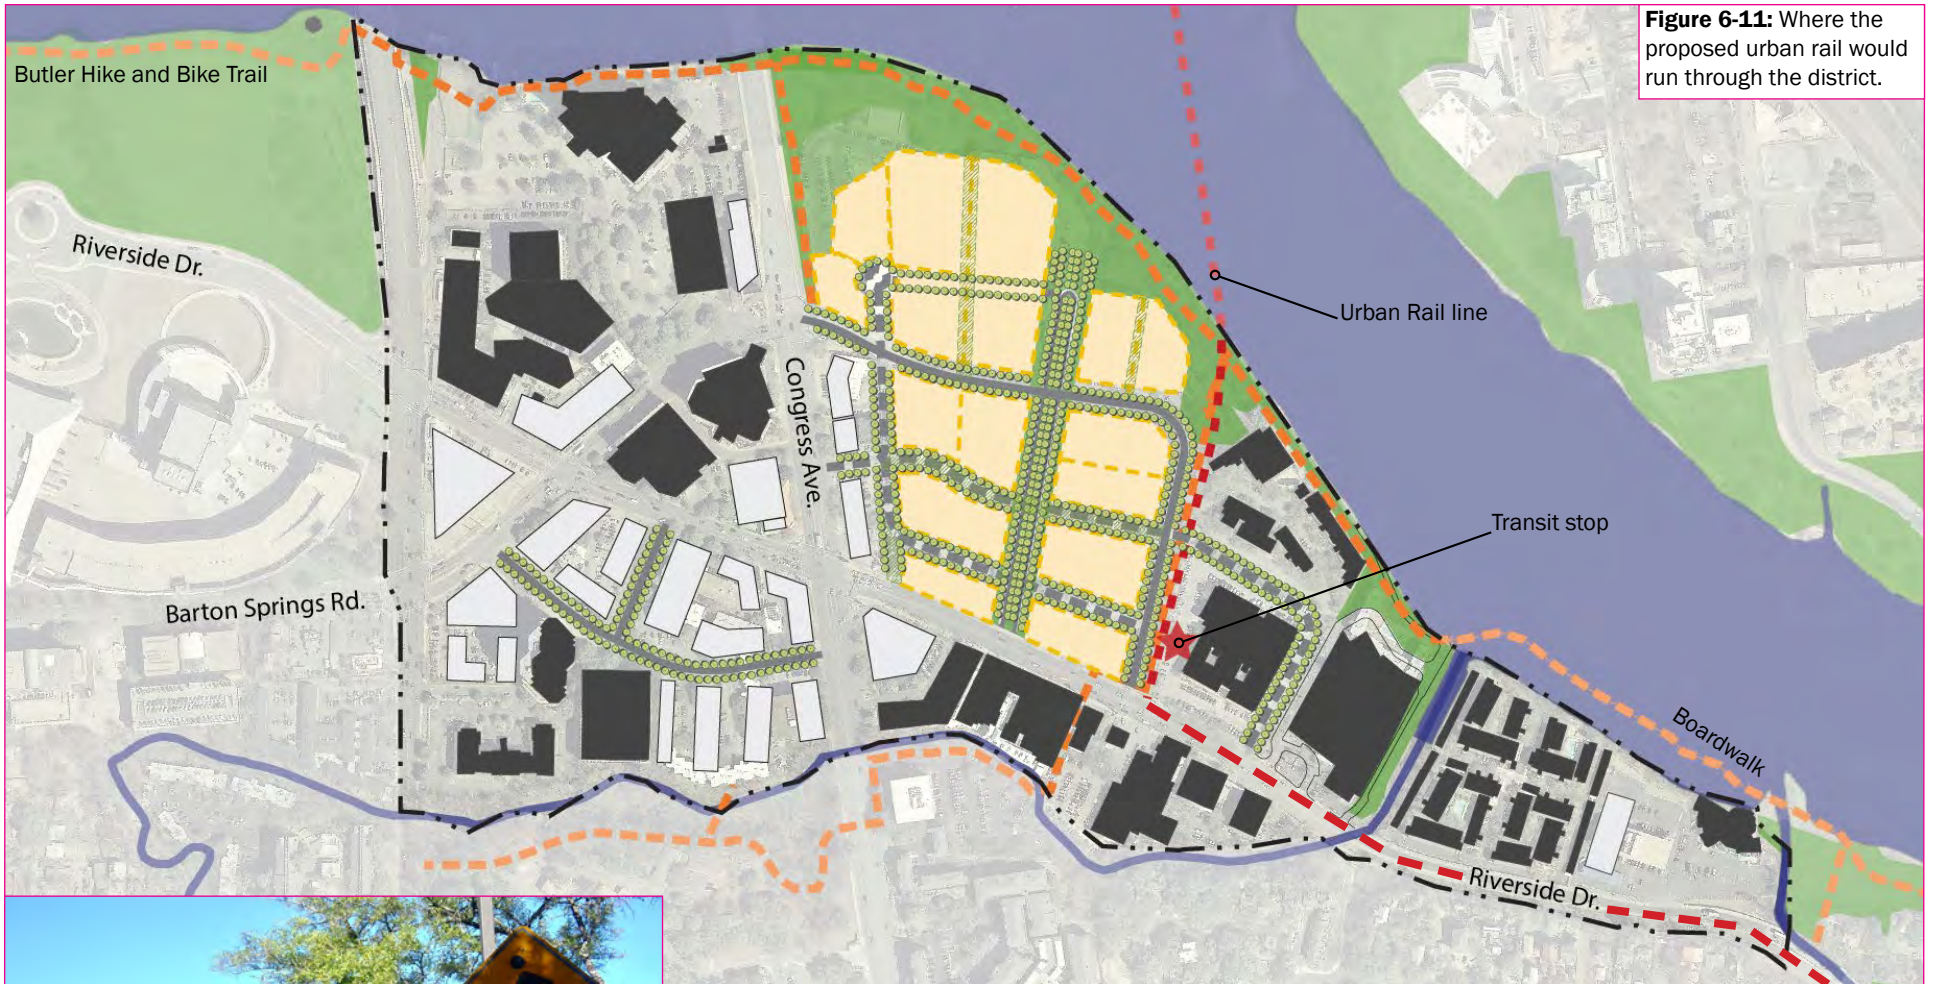 Figure 6-11: Where the
proposed urban rail would
run through the district.
Butler Hike and Bike Trail
Riverside Dr.
Urban Rail line
Congress Ave.
Transit stop
Barton Springs Rd.
Boardwalk
Riverside Dr.